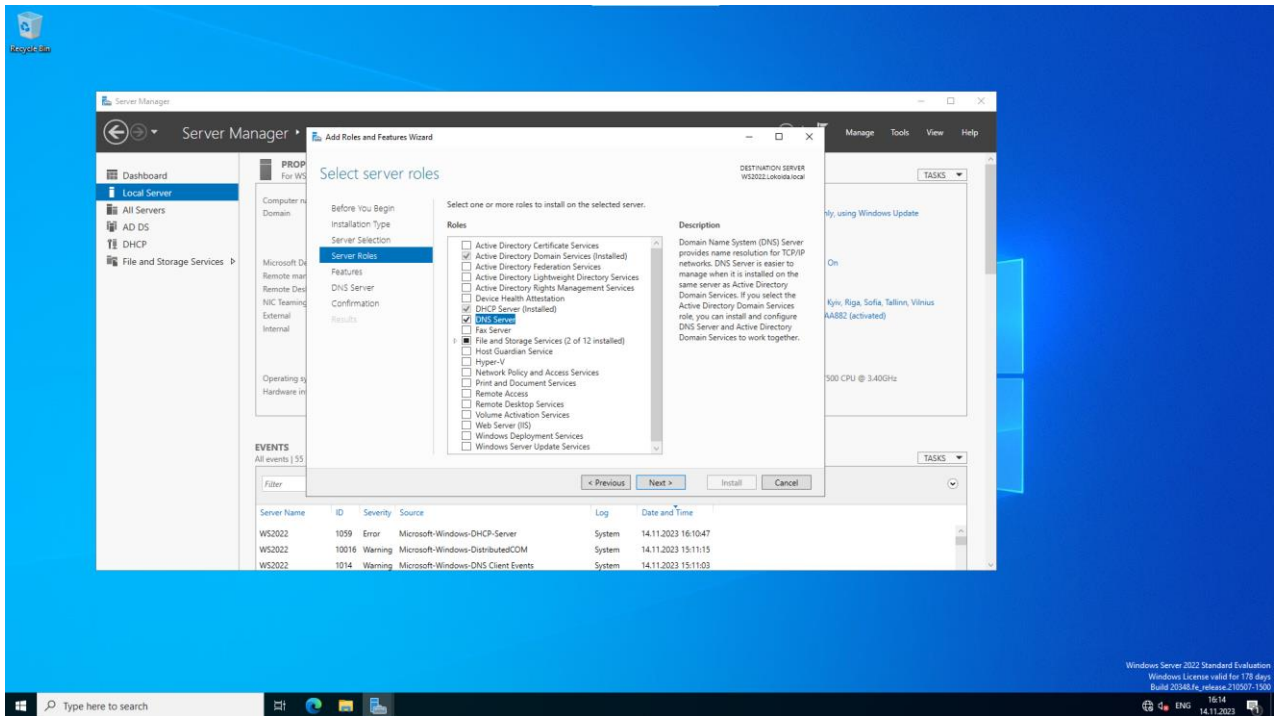 Recycle Bin
Server Manager
Server Manager
Manage Tools View Help
Dashboard
Local Server
All Servers
AD DS
DHCP
File and Storage Services
PROP
For WS
TASKS
Computer na
Domain
Microsoft De
Remote man
Remote Des
NIC Teaming
External
Internal
Operating sy
Hardware in
nly, using Windows Update
On
Kyiv, Riga, Sofia, Tallinn, Vilnius
AA882 (activated)
500 CPU @ 3.40GHz
Add Roles and Features Wizard
Select server roles
DESTINATION SERVER
WS2022.Lokoida.local
Before You Begin
Installation Type
Server Selection
Server Roles
Features
DNS Server
Confirmation
Results
Select one or more roles to install on the selected server.
Roles
Active Directory Certificate Services
Active Directory Domain Services (Installed)
Active Directory Federation Services
Active Directory Lightweight Directory Services
Active Directory Rights Management Services
Device Health Attestation
DHCP Server (Installed)
DNS Server
Fax Server
File and Storage Services (2 of 12 installed)
Host Guardian Service
Hyper-V
Network Policy and Access Services
Print and Document Services
Remote Access
Remote Desktop Services
Volume Activation Services
Web Server (IIS)
Windows Deployment Services
Windows Server Update Services
Description
Domain Name System (DNS) Server
provides name resolution for TCP/IP
networks. DNS Server is easier to
manage when it is installed on the
same server as Active Directory
Domain Services. If you select the
Active Directory Domain Services
role, you can install and configure
DNS Server and Active Directory
Domain Services to work together.
< Previous Next > Install Cancel
EVENTS
All events | 55
TASKS
Filter
Server Name ID Severity Source Log Date and Time
WS2022 1059 Error Microsoft-Windows-DHCP-Server System 14.11.2023 16:10:47
WS2022 10016 Warning Microsoft-Windows-DistributedCOM System 14.11.2023 15:11:15
WS2022 1014 Warning Microsoft-Windows-DNS Client Events System 14.11.2023 15:11:03
Windows Server 2022 Standard Evaluation
Windows License valid for 178 days
Build 20348.fe_release.210507-1500
Type here to search
ENG
16:14
14.11.2023